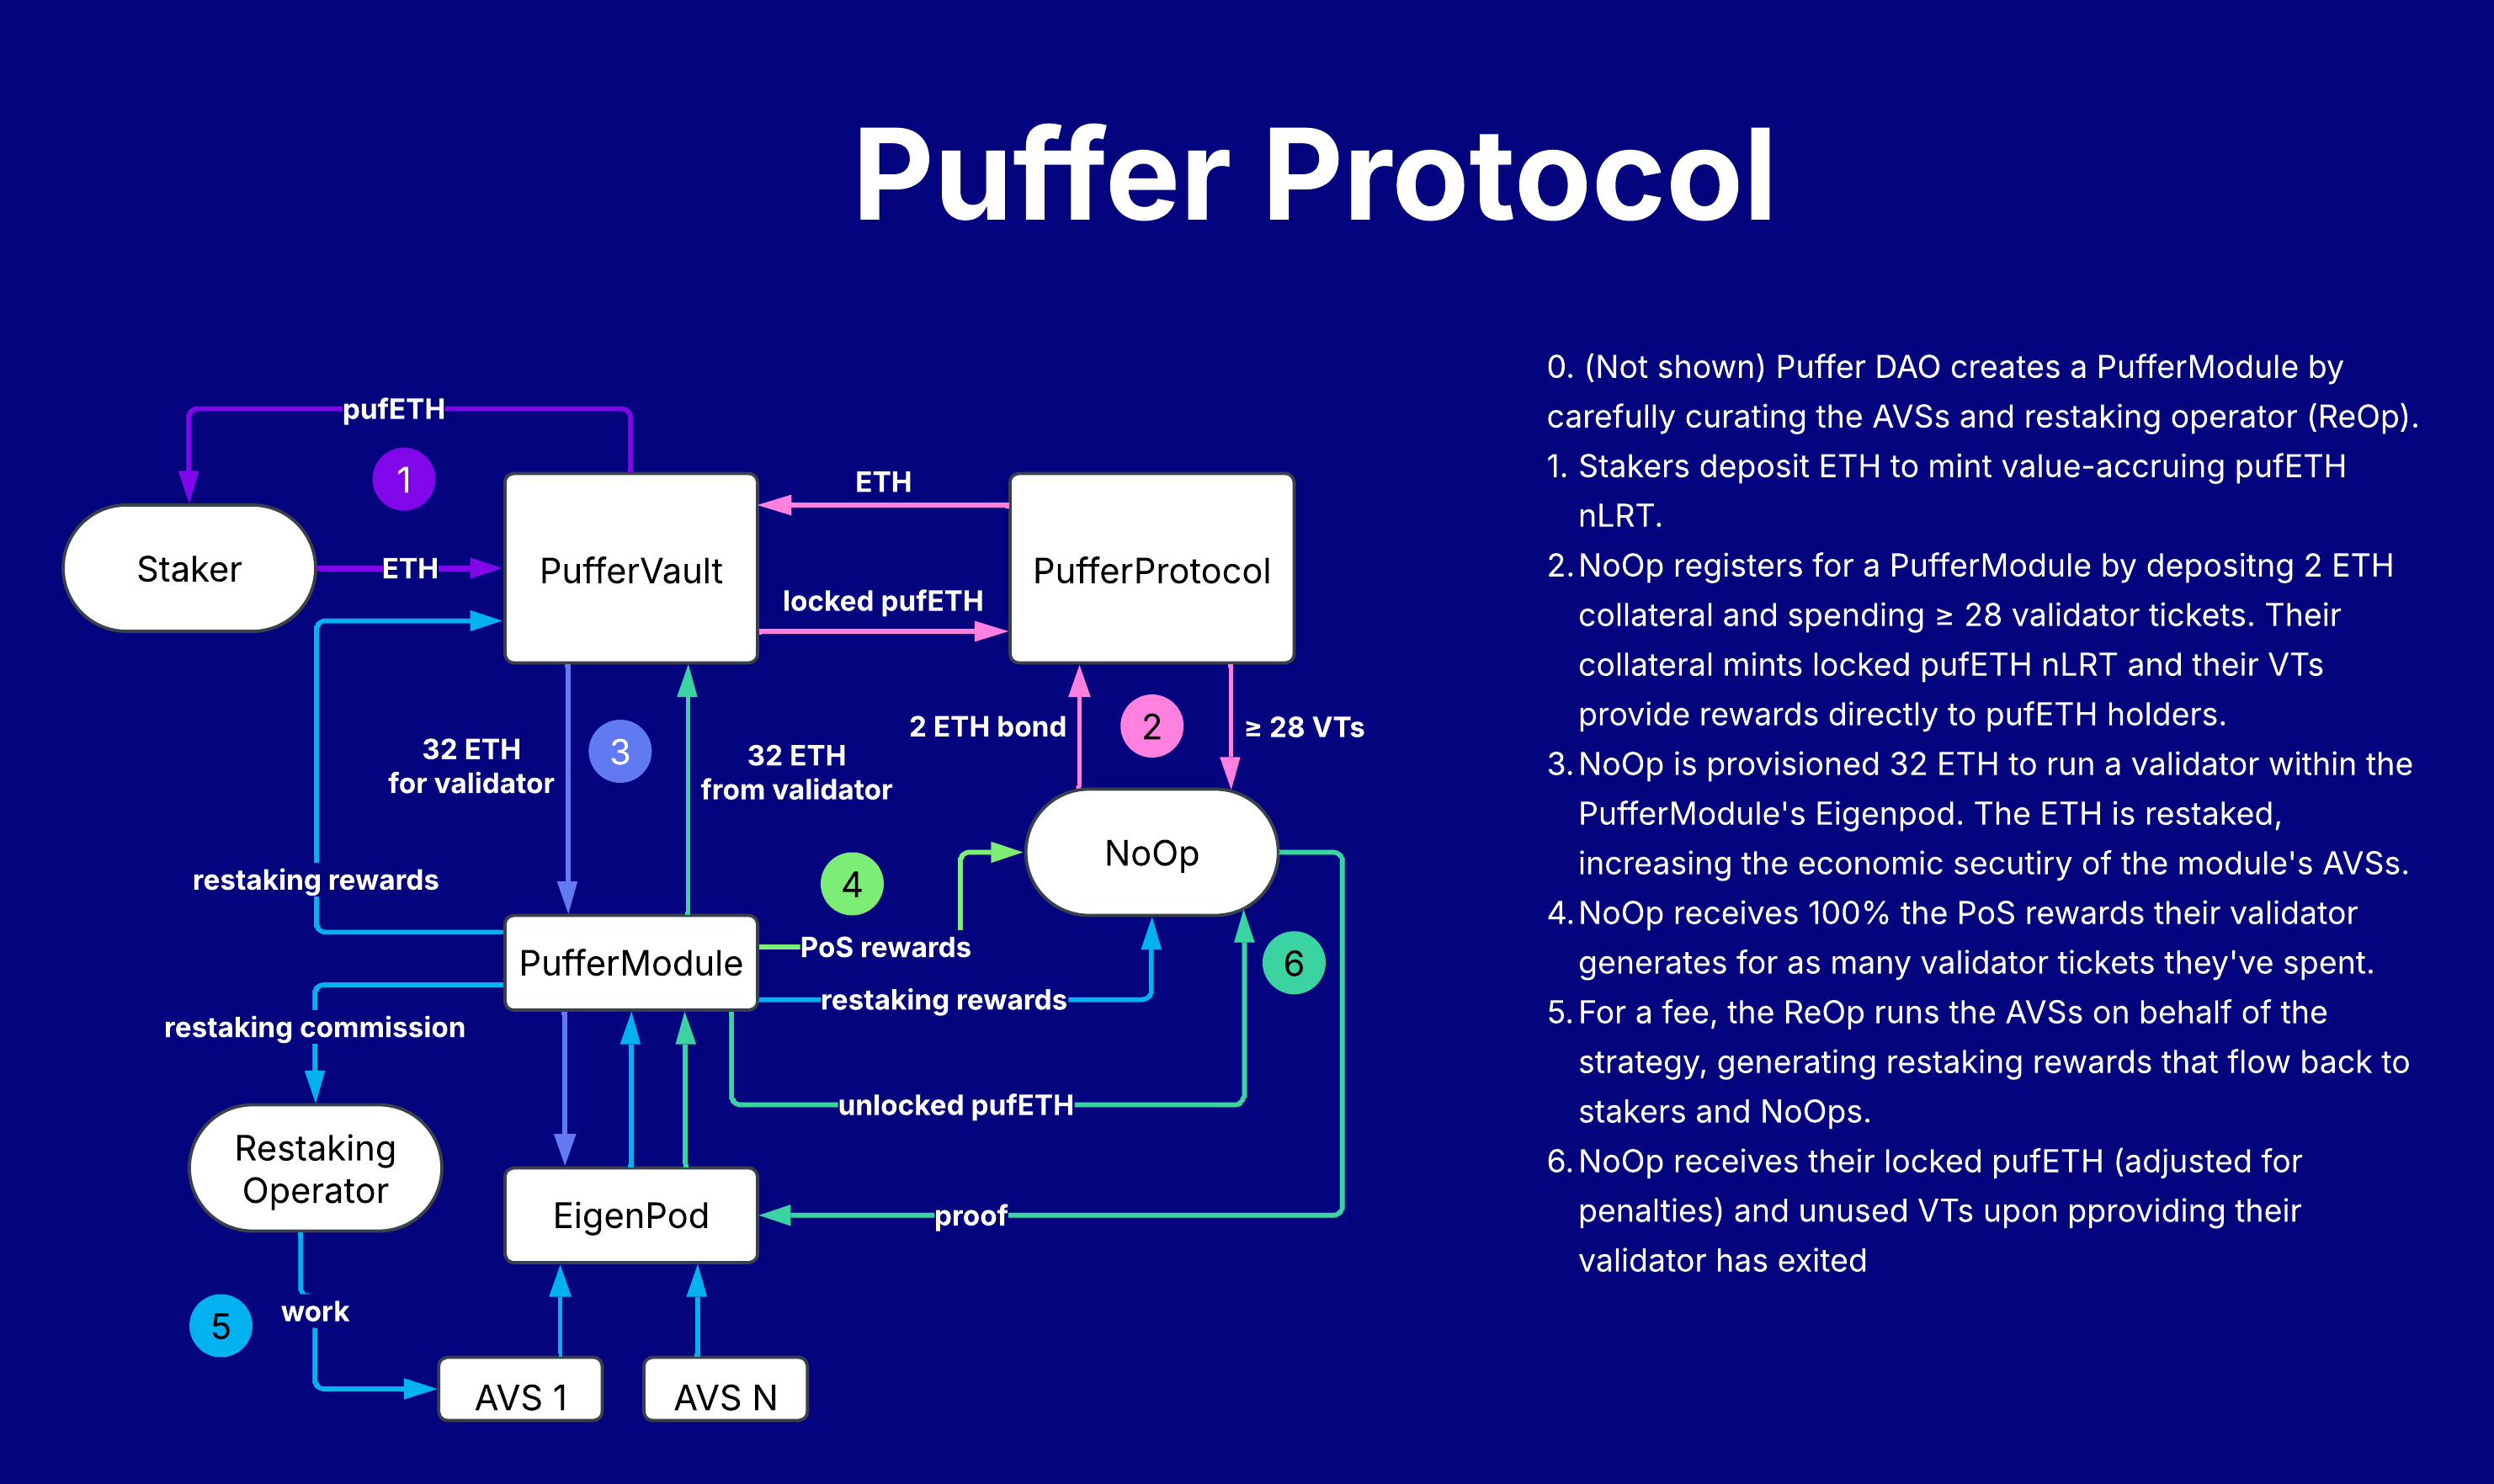 Puffer Protocol
pufETH
1
ETH
Staker
ETH
PufferVault
PufferProtocol
locked pufETH
32 ETH
for validator
3
32 ETH
from validator
2 ETH bond
2
≥ 28 VTs
restaking rewards
4
NoOp
PufferModule
PoS rewards
6
restaking rewards
restaking commission
unlocked pufETH
Restaking
Operator
EigenPod
proof
5
work
AVS 1
AVS N
0. (Not shown) Puffer DAO creates a PufferModule by
carefully curating the AVSs and restaking operator (ReOp).
1. Stakers deposit ETH to mint value-accruing pufETH
nLRT.
2. NoOp registers for a PufferModule by depositng 2 ETH
collateral and spending ≥ 28 validator tickets. Their
collateral mints locked pufETH nLRT and their VTs
provide rewards directly to pufETH holders.
3. NoOp is provisioned 32 ETH to run a validator within the
PufferModule's Eigenpod. The ETH is restaked,
increasing the economic secutiry of the module's AVSs.
4. NoOp receives 100% the PoS rewards their validator
generates for as many validator tickets they've spent.
5. For a fee, the ReOp runs the AVSs on behalf of the
strategy, generating restaking rewards that flow back to
stakers and NoOps.
6. NoOp receives their locked pufETH (adjusted for
penalties) and unused VTs upon pproviding their
validator has exited